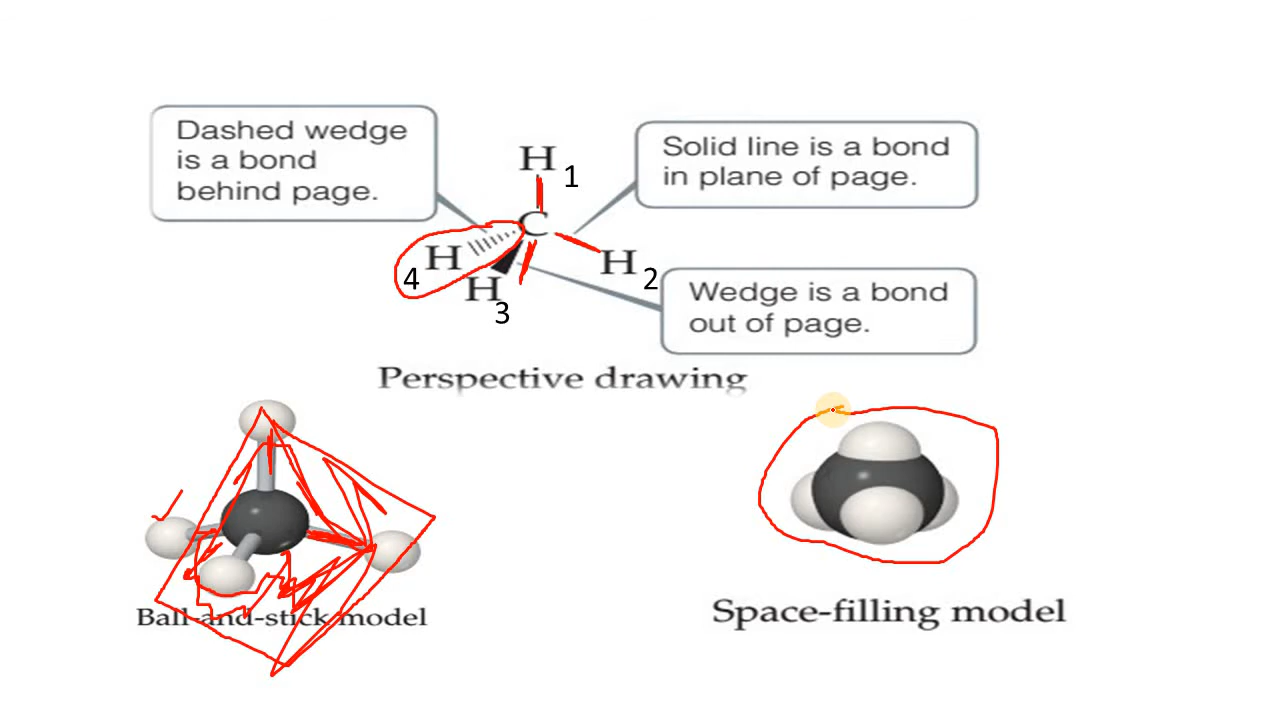 Dashed wedge
is a bond
behind page.
Solid line is a bond
in plane of page.
H 1
C
H 4
H 2
H 3
Wedge is a bond
out of page.
Perspective drawing
Ball-and-stick model
Space-filling model